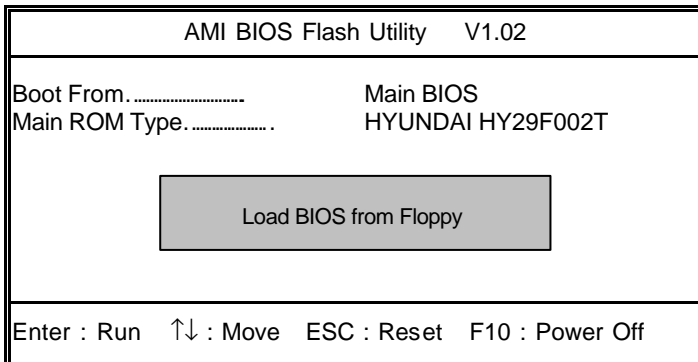 AMI BIOS Flash Utility V1.02
Boot From............................ Main BIOS
Main ROM Type.................... HYUNDAI HY29F002T
Load BIOS from Floppy
Enter : Run ↑↓ : Move ESC : Reset F10 : Power Off